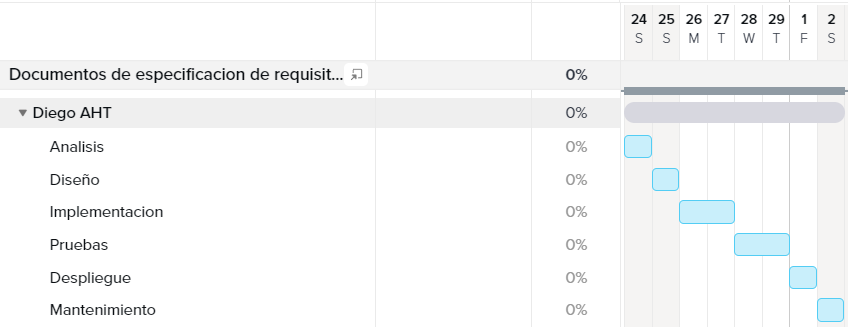 24 25 26 27 28 29 1 2
S S M T W T F S
Documentos de especificacion de requisit... 0%
Diego AHT 0%
Analisis 0%
Diseño 0%
Implementacion 0%
Pruebas 0%
Despliegue 0%
Mantenimiento 0%